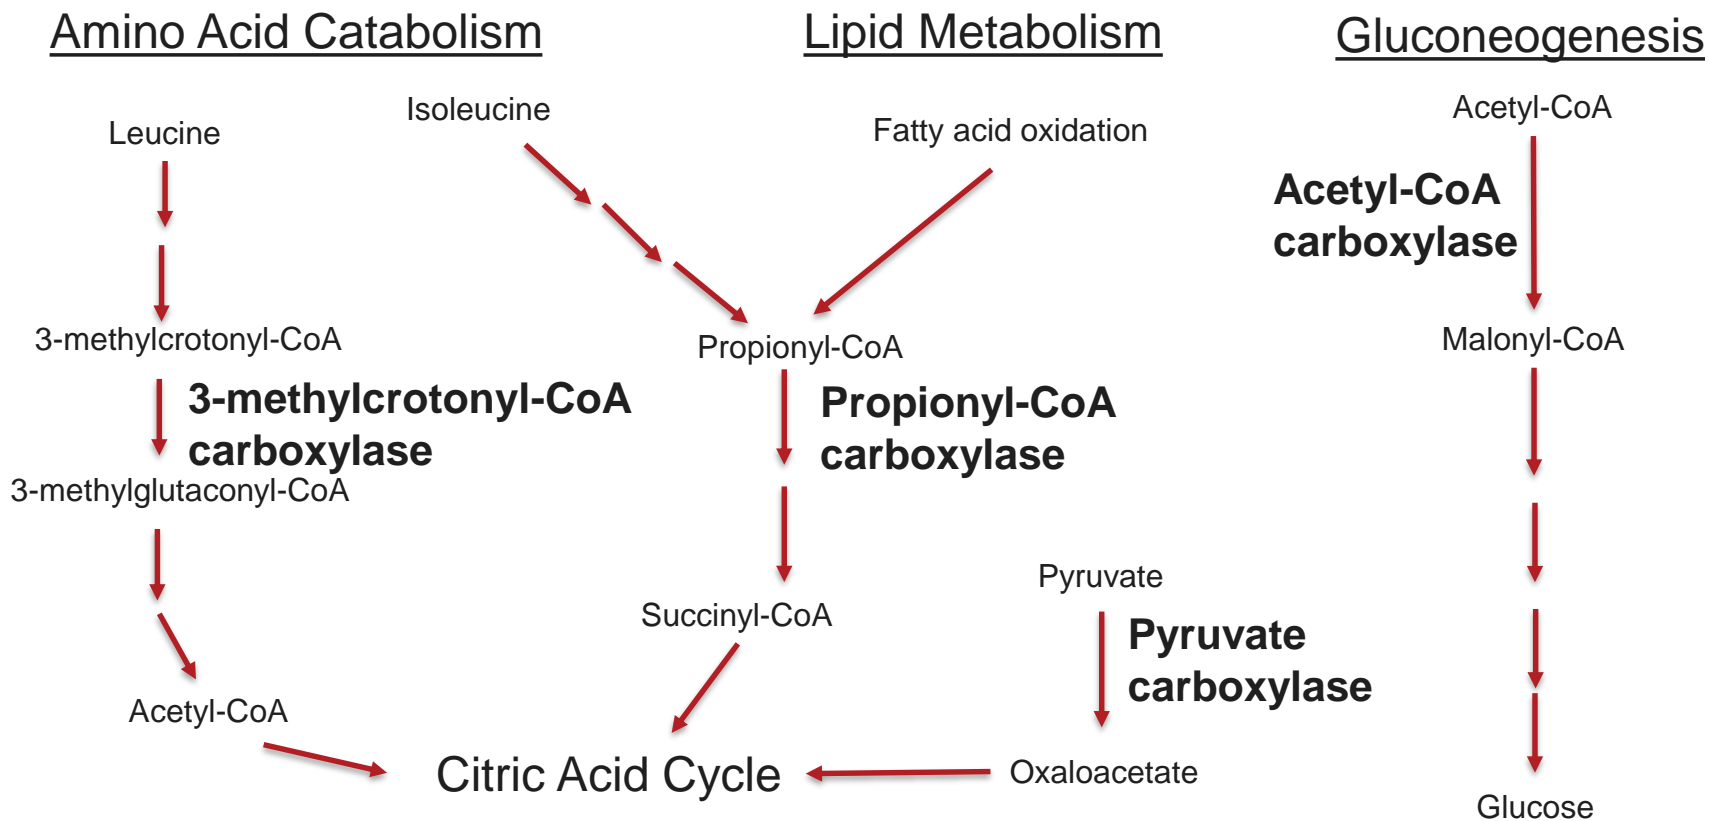 Amino Acid Catabolism
Lipid Metabolism
Gluconeogenesis
Leucine
Isoleucine
Fatty acid oxidation
Acetyl-CoA
Acetyl-CoA
carboxylase
3-methylcrotonyl-CoA
Propionyl-CoA
Malonyl-CoA
3-methylcrotonyl-CoA
carboxylase
Propionyl-CoA
carboxylase
3-methylglutaconyl-CoA
Succinyl-CoA
Pyruvate
Pyruvate
carboxylase
Acetyl-CoA
Citric Acid Cycle
Oxaloacetate
Glucose